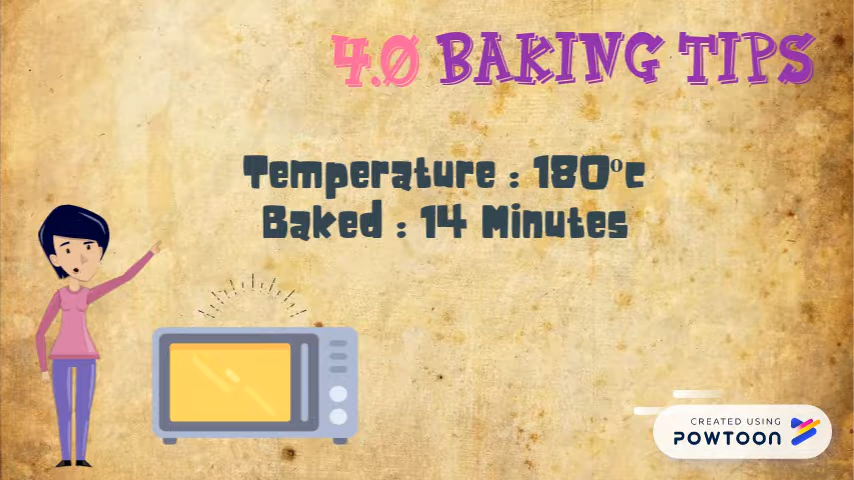 4.0 BAKING TIPS
Temperature : 180°c
Baked : 14 Minutes
CREATED USING
POWTOON